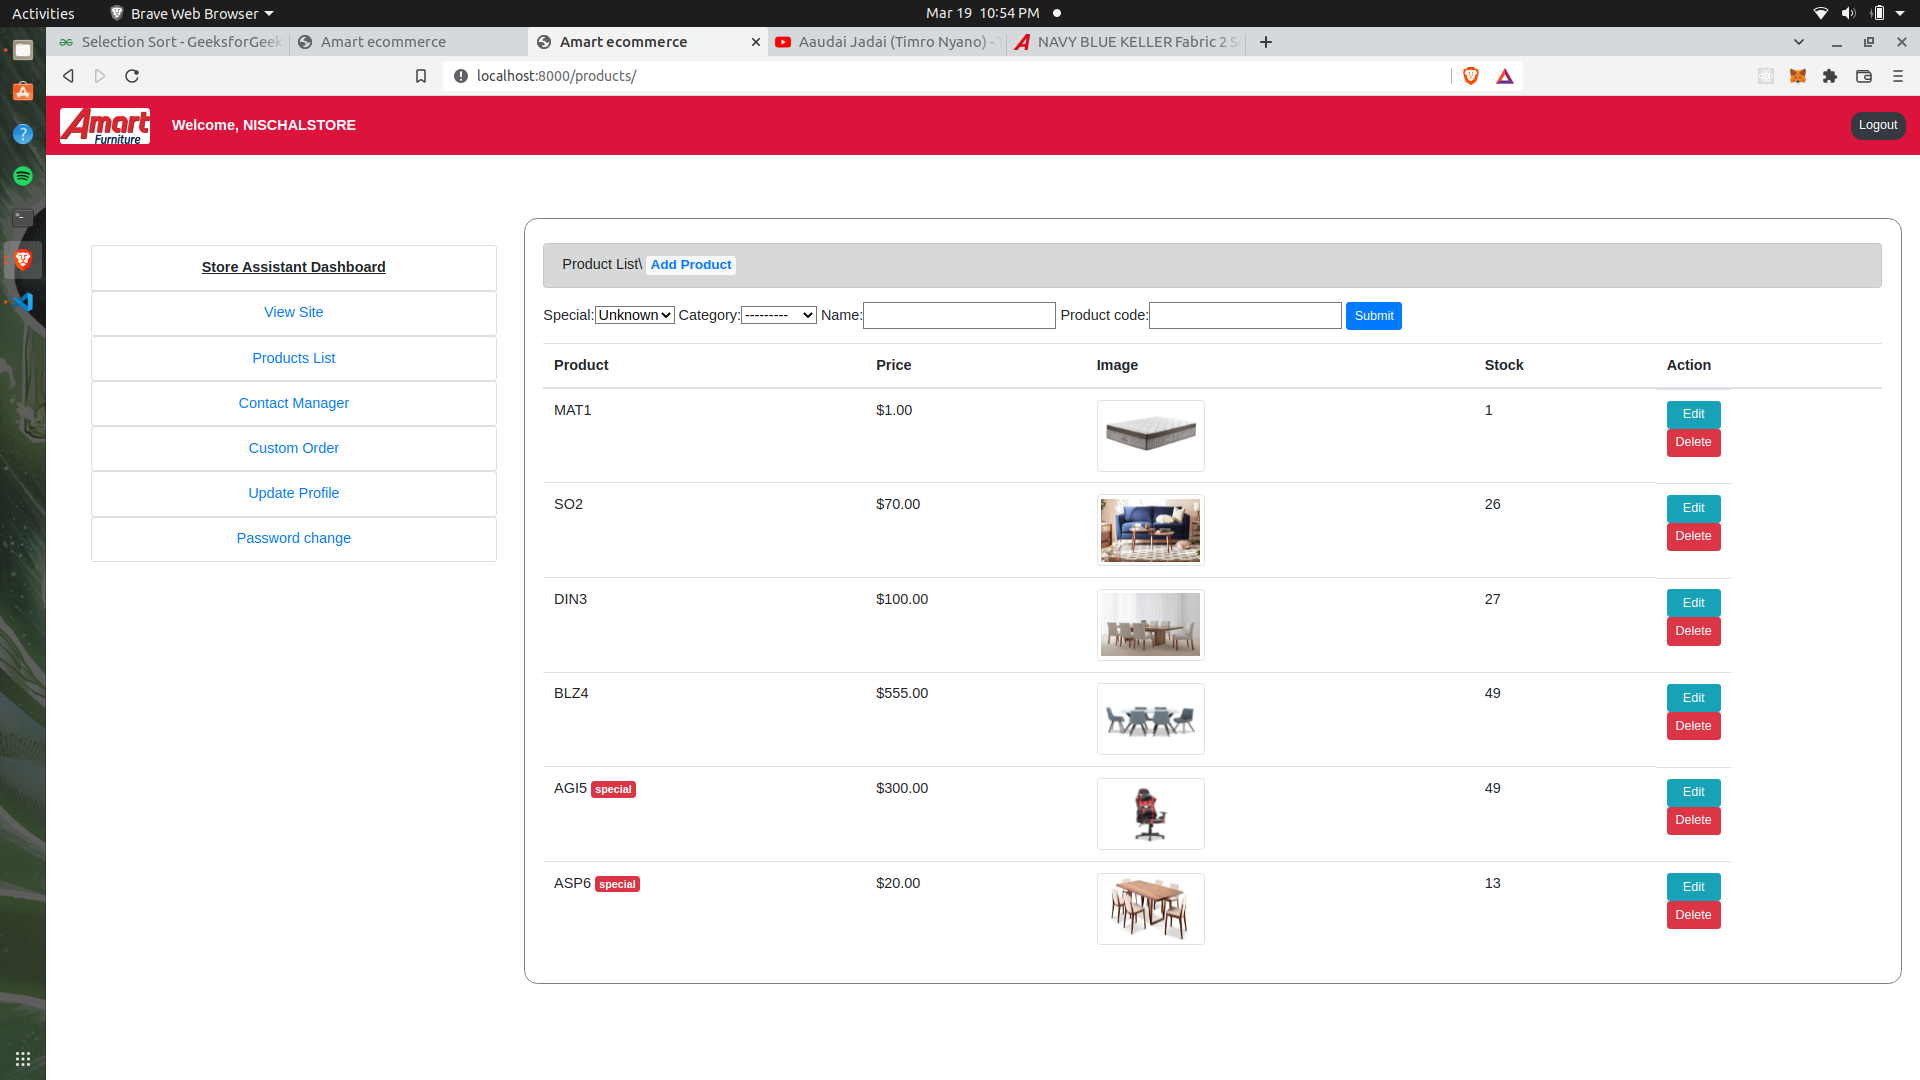 Activities
Brave Web Browser
Mar 19 10:54 PM
Selection Sort - GeeksforGeek
Amart ecommerce
Amart ecommerce
Aaudai Jadai (Timro Nyano) - T
NAVY BLUE KELLER Fabric 2 S
localhost:8000/products/
Amart
Furniture
Welcome, NISCHALSTORE
Logout
Store Assistant Dashboard
View Site
Products List
Contact Manager
Custom Order
Update Profile
Password change
Product List\ Add Product
Special: Unknown Category: --------- Name: Product code: Submit
Product Price Image Stock Action
MAT1 $1.00 1 Edit
Delete
SO2 $70.00 26 Edit
Delete
DIN3 $100.00 27 Edit
Delete
BLZ4 $555.00 49 Edit
Delete
AGI5 special $300.00 49 Edit
Delete
ASP6 special $20.00 13 Edit
Delete